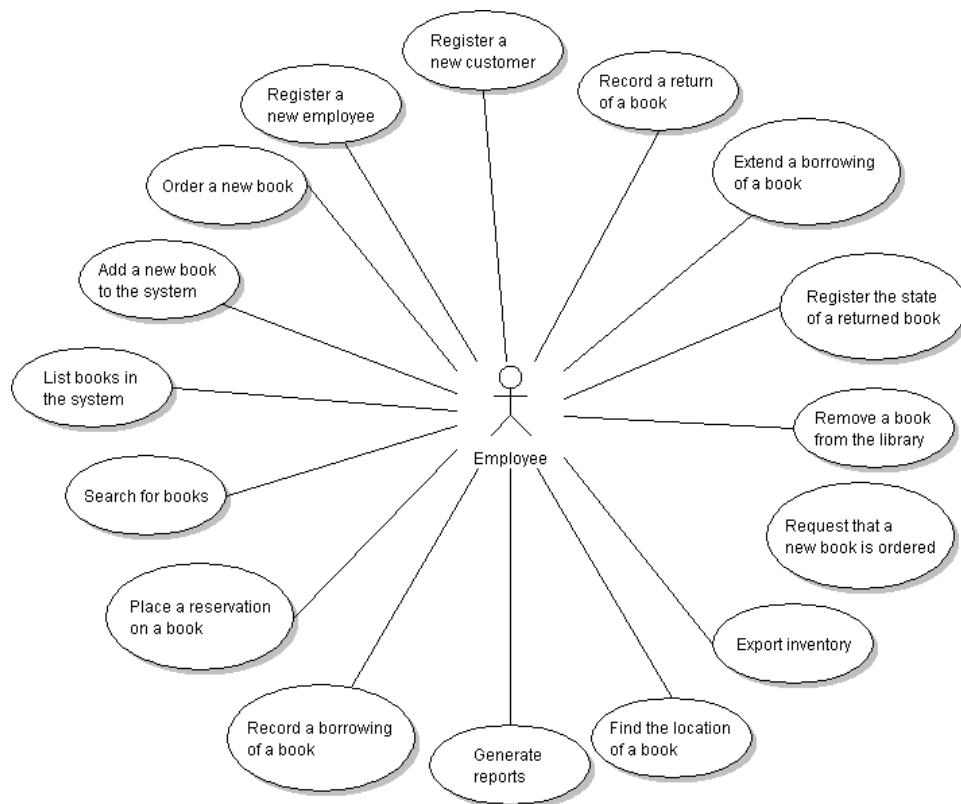 Register a
new customer
Record a return
of a book
Register a
new employee
Extend a borrowing
of a book
Order a new book
Add a new book
to the system
Register the state
of a returned book
List books in
the system
Remove a book
from the library
Employee
Search for books
Request that a
new book is ordered
Place a reservation
on a book
Export inventory
Record a borrowing
of a book
Find the location
of a book
Generate
reports